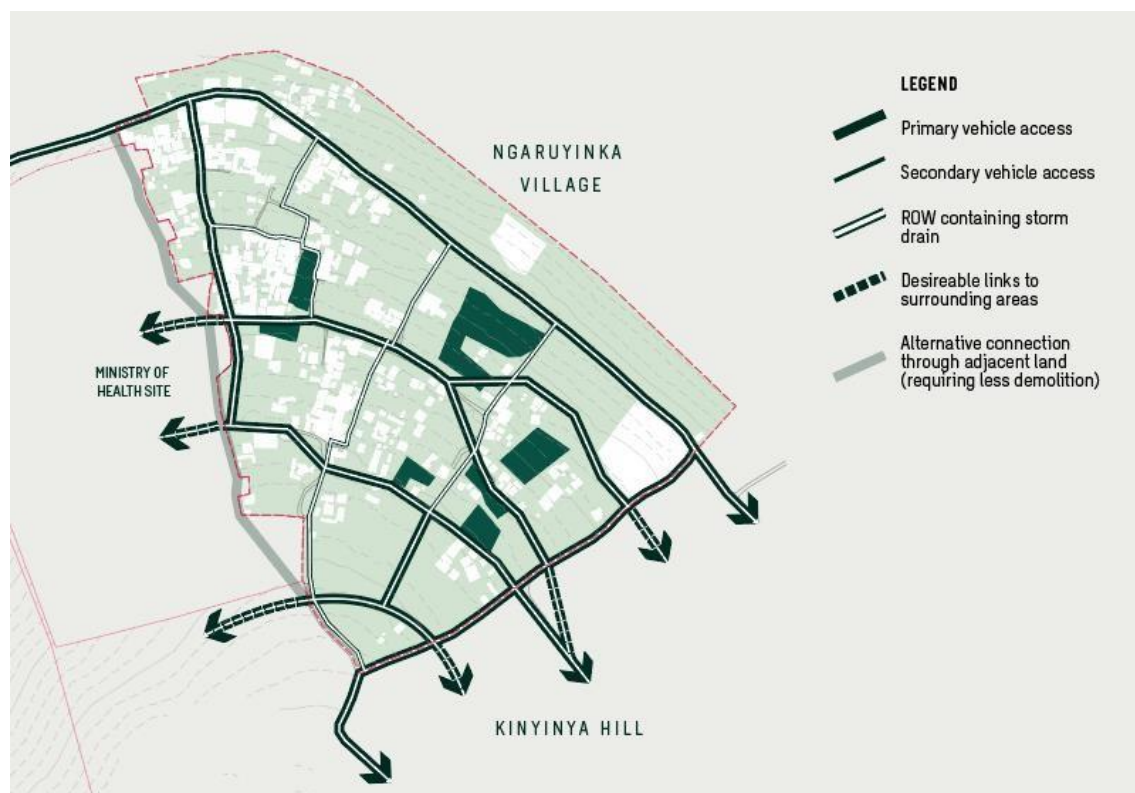 NGARUYINKA
VILLAGE
MINISTRY OF
HEALTH SITE
KINYINYA HILL
LEGEND
Primary vehicle access
Secondary vehicle access
ROW containing storm
drain
Desireable links to
surrounding areas
Alternative connection
through adjacent land
(requiring less demolition)